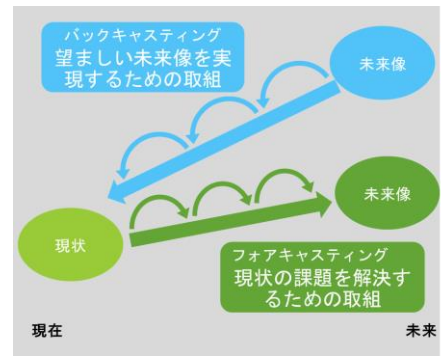 バックキャスティング
望ましい未来像を実
現するための取組
未来像
未来像
現状
フォアキャスティング
現状の課題を解決す
るための取組
現在
未来